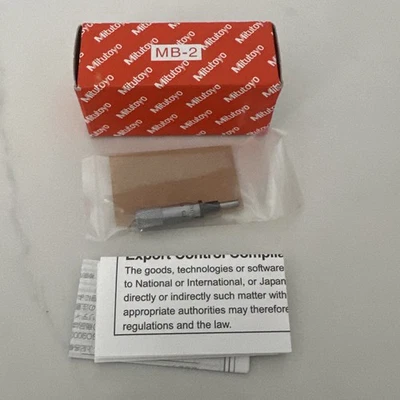 Mitutoyo
MB-2
Export Control Complia
The goods, technologies or software
to National or International, or Japan
directly or indirectly such matter with
appropriate authorities may therefore
regulations and the law.